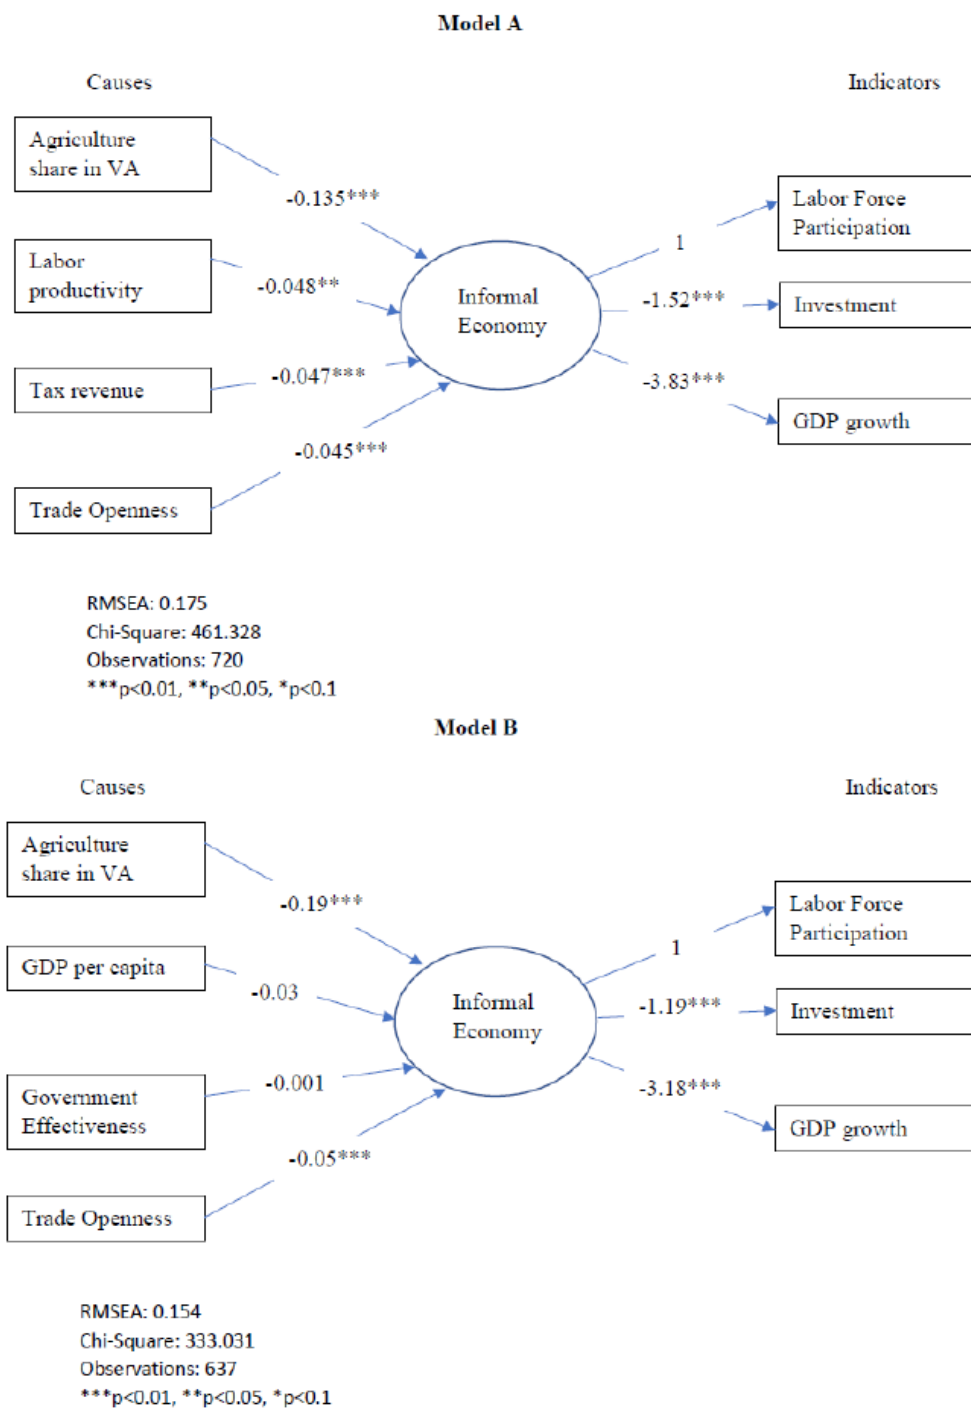 Model A
Causes
Indicators
Agriculture
share in VA
-0.135***
Labor Force
Participation
1
Labor
productivity
-0.048**
Informal
Economy
-1.52***
Investment
Tax revenue
-0.047***
-3.83***
GDP growth
-0.045***
Trade Openness
RMSEA: 0.175
Chi-Square: 461.328
Observations: 720
***p<0.01, **p<0.05, *p<0.1
Model B
Causes
Indicators
Agriculture
share in VA
-0.19***
Labor Force
Participation
1
GDP per capita
-0.03
Informal
Economy
-1.19***
Investment
Government
Effectiveness
-0.001
-3.18***
GDP growth
-0.05***
Trade Openness
RMSEA: 0.154
Chi-Square: 333.031
Observations: 637
***p<0.01, **p<0.05, *p<0.1